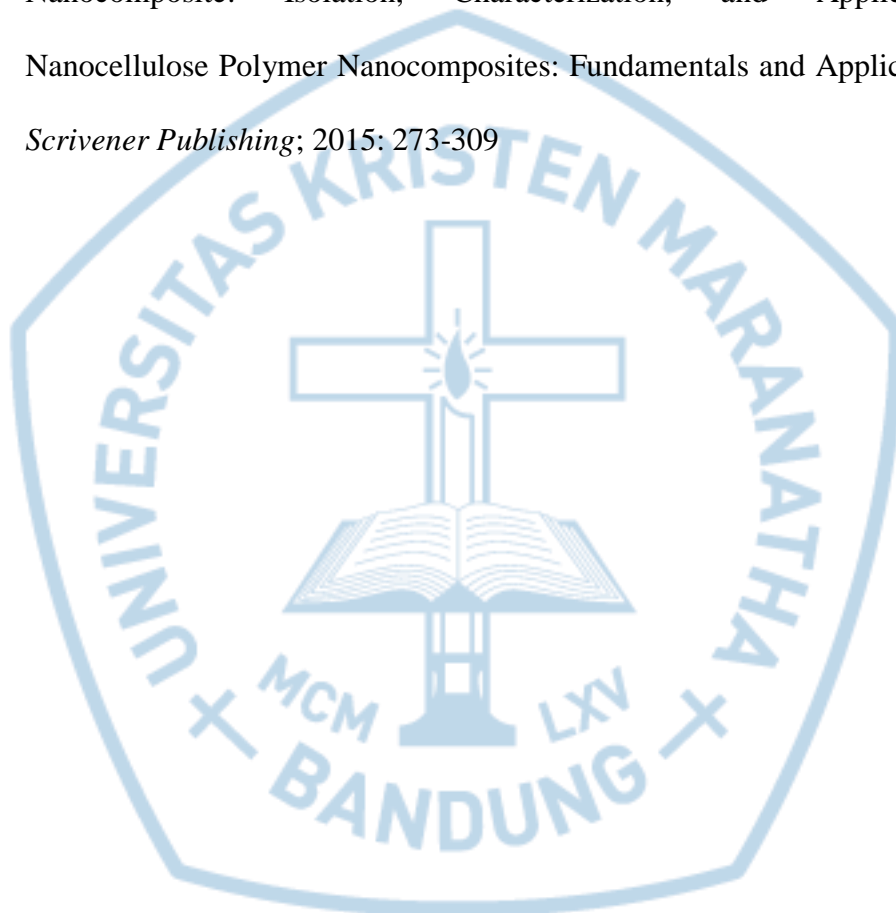 Nanocomposite: Isolation, Characterization, and Applic
Nanocellulose Polymer Nanocomposites: Fundamentals and Applic
Scrivener Publishing; 2015: 273-309
UNIVERSITAS KRISTEN MARANATHA
MCM LXV
BANDUNG